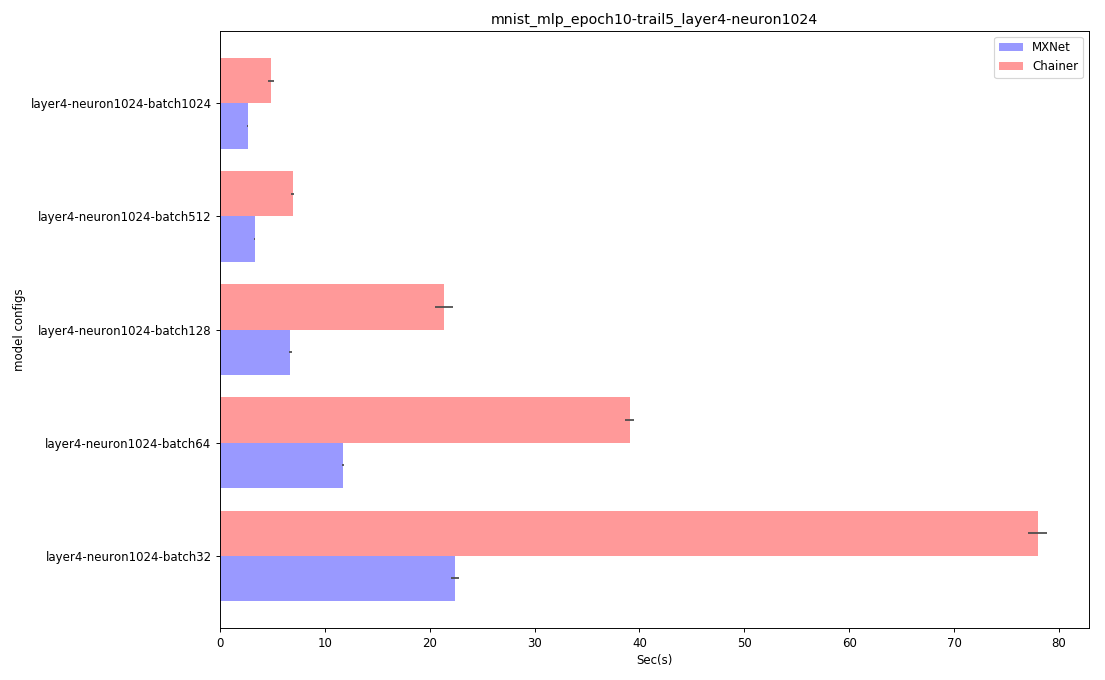 mnist_mlp_epoch10-trail5_layer4-neuron1024
MXNet
Chainer
model configs
layer4-neuron1024-batch1024
layer4-neuron1024-batch512
layer4-neuron1024-batch128
layer4-neuron1024-batch64
layer4-neuron1024-batch32
0 10 20 30 40 50 60 70 80
Sec(s)